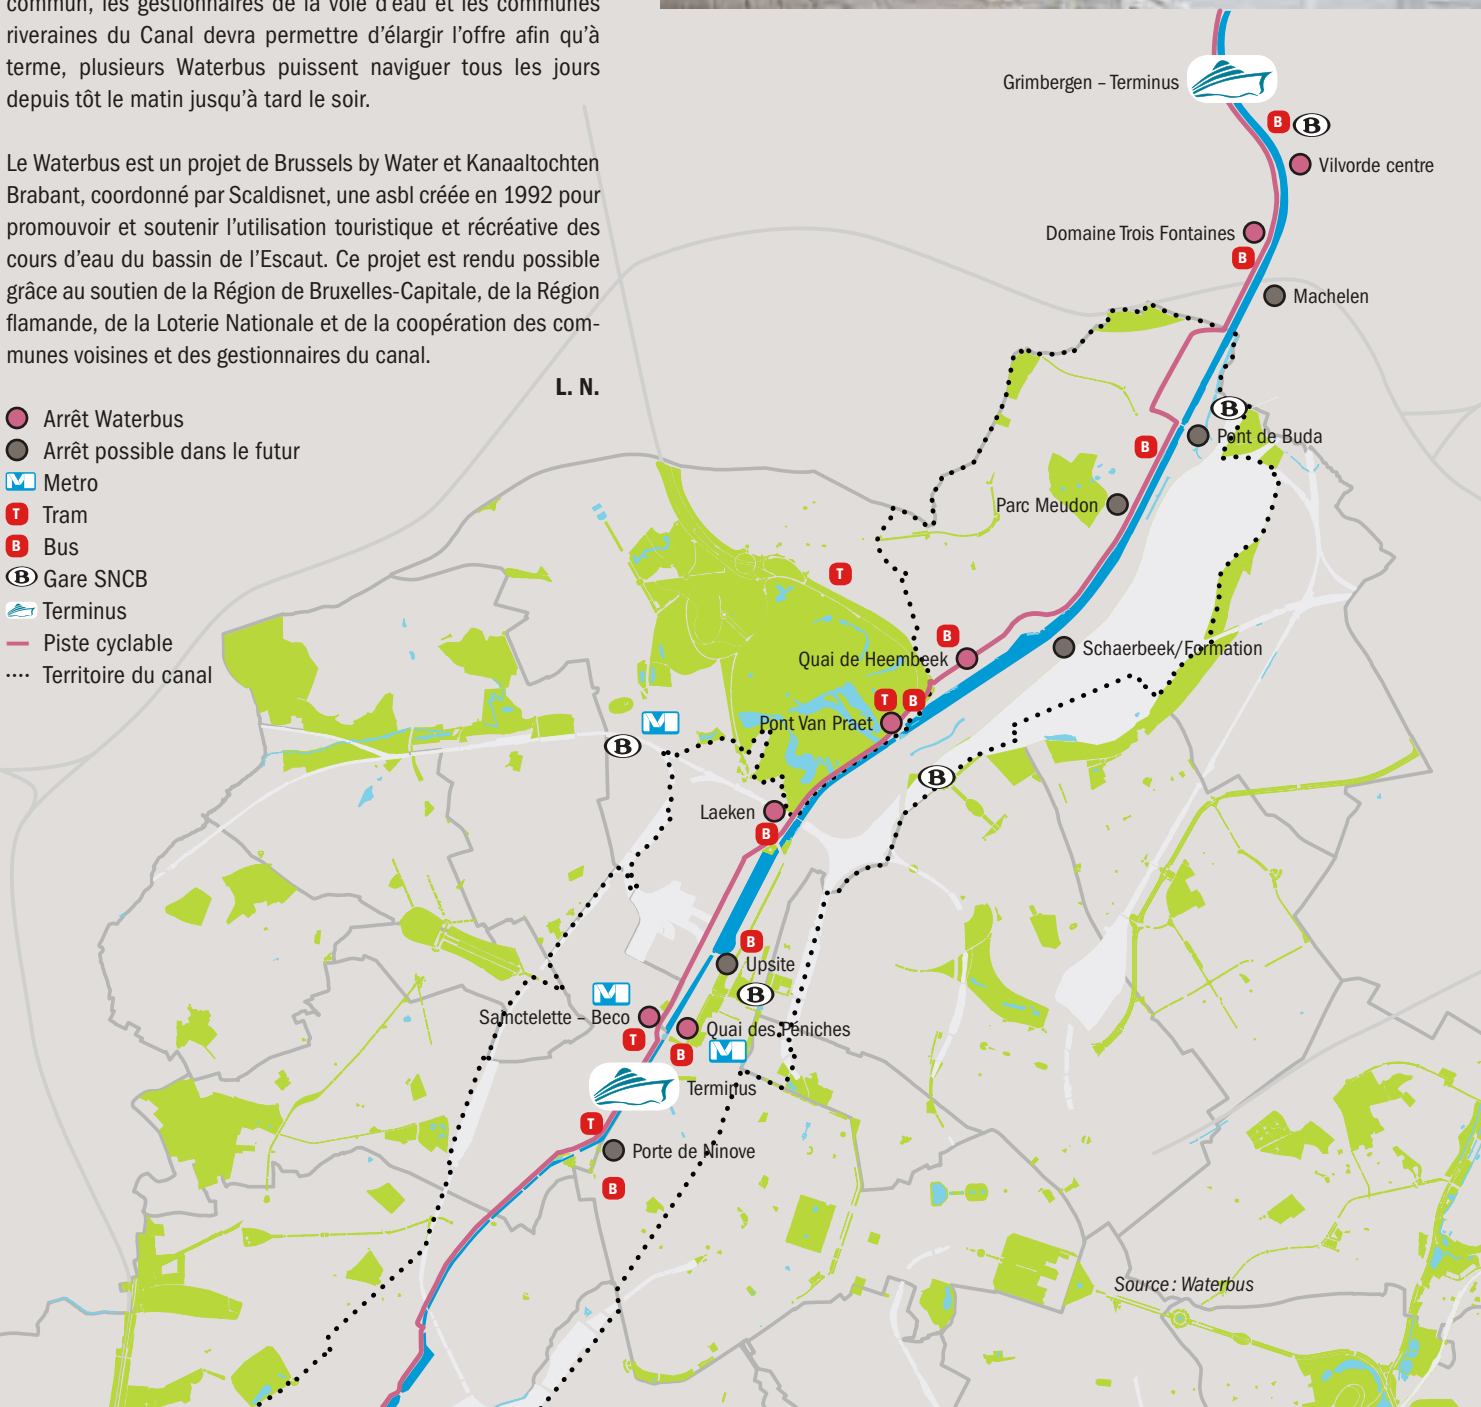 commun, les gestionnaires de la voie d'eau et les communes
riveraines du Canal devra permettre d'élargir l'offre afin qu'à
terme, plusieurs Waterbus puissent naviguer tous les jours
depuis tôt le matin jusqu'à tard le soir.
Le Waterbus est un projet de Brussels by Water et Kanaaltochten
Brabant, coordonné par Scaldisnet, une asbl créée en 1992 pour
promouvoir et soutenir l'utilisation touristique et récréative des
cours d'eau du bassin de l'Escaut. Ce projet est rendu possible
grâce au soutien de la Région de Bruxelles-Capitale, de la Région
flamande, de la Loterie Nationale et de la coopération des com-
munes voisines et des gestionnaires du canal.
L. N.
Arrêt Waterbus
Arrêt possible dans le futur
M Metro
T Tram
B Bus
B Gare SNCB
Terminus
Piste cyclable
Territoire du canal
Grimbergen – Terminus
B B
Vilvorde centre
Domaine Trois Fontaines
B
Machelen
B
Pont de Buda
B
Parc Meudon
T
B
Quai de Heembeek
Schaerbeek/Formation
T B
Pont Van Praet
M
B
B
Laeken
B
B
Upsite
M
B
Sainctelette – Beco
Quai des Péniches
T
B
M
Terminus
T
Porte de Ninove
B
Source : Waterbus